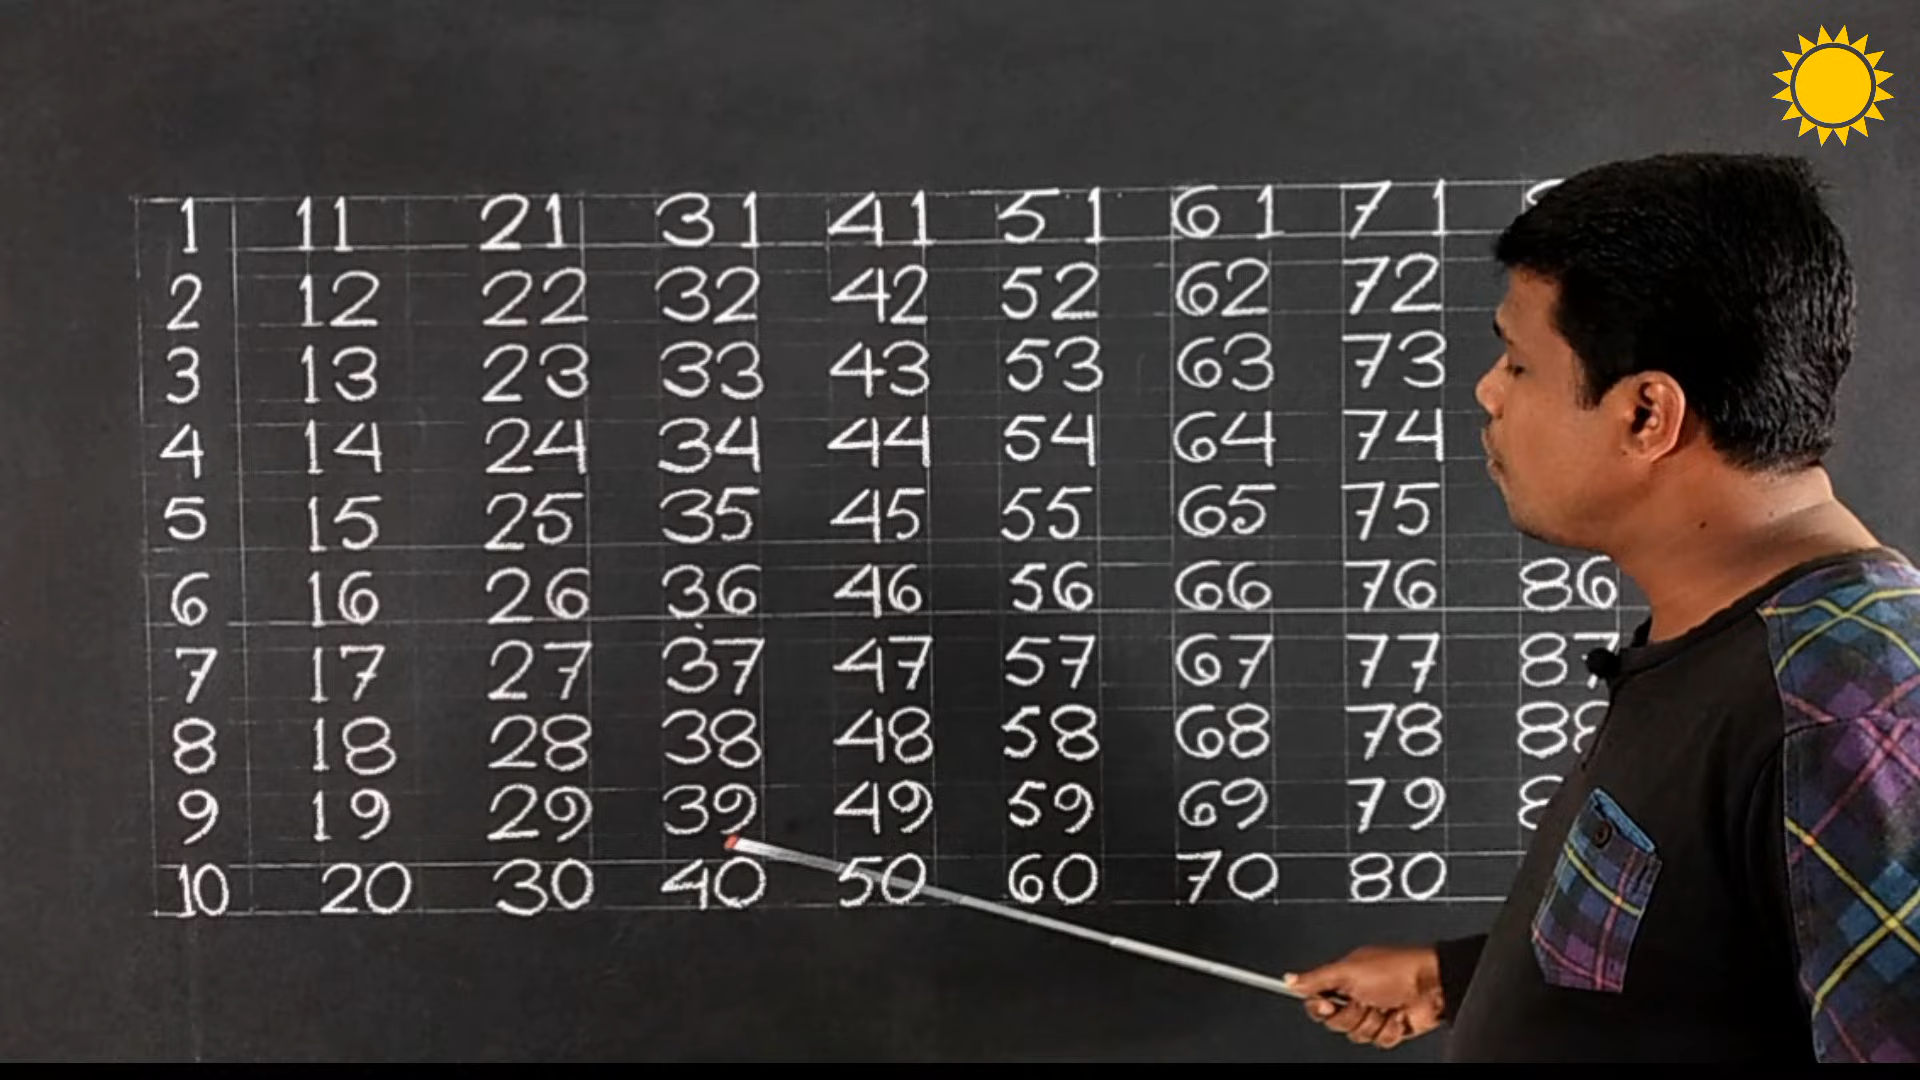 1 11 21 31 41 51 61 71
2 12 22 32 42 52 62 72
3 13 23 33 43 53 63 73
4 14 24 34 44 54 64 74
5 15 25 35 45 55 65 75
6 16 26 36 46 56 66 76 86
7 17 27 37 47 57 67 77 87
8 18 28 38 48 58 68 78 88
9 19 29 39 49 59 69 79 8
10 20 30 40 50 60 70 80